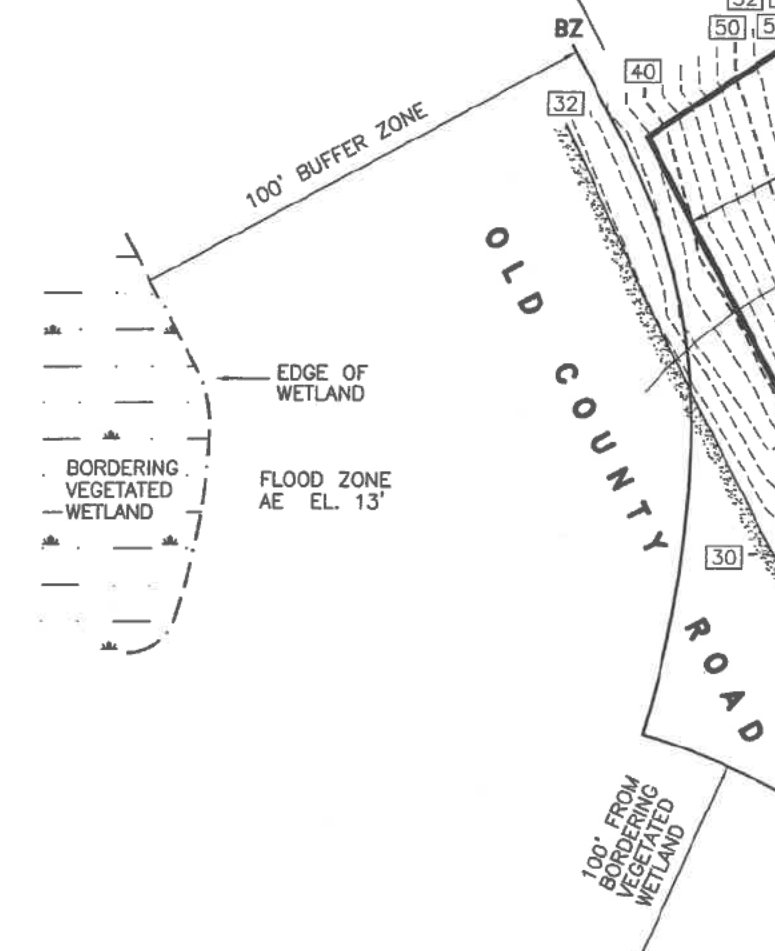 BZ
50
40
32
100' BUFFER ZONE
OLD COUNTY ROAD
EDGE OF
WETLAND
BORDERING
VEGETATED
WETLAND
FLOOD ZONE
AE EL. 13'
30
100' FROM
BORDERING
VEGETATED
WETLAND